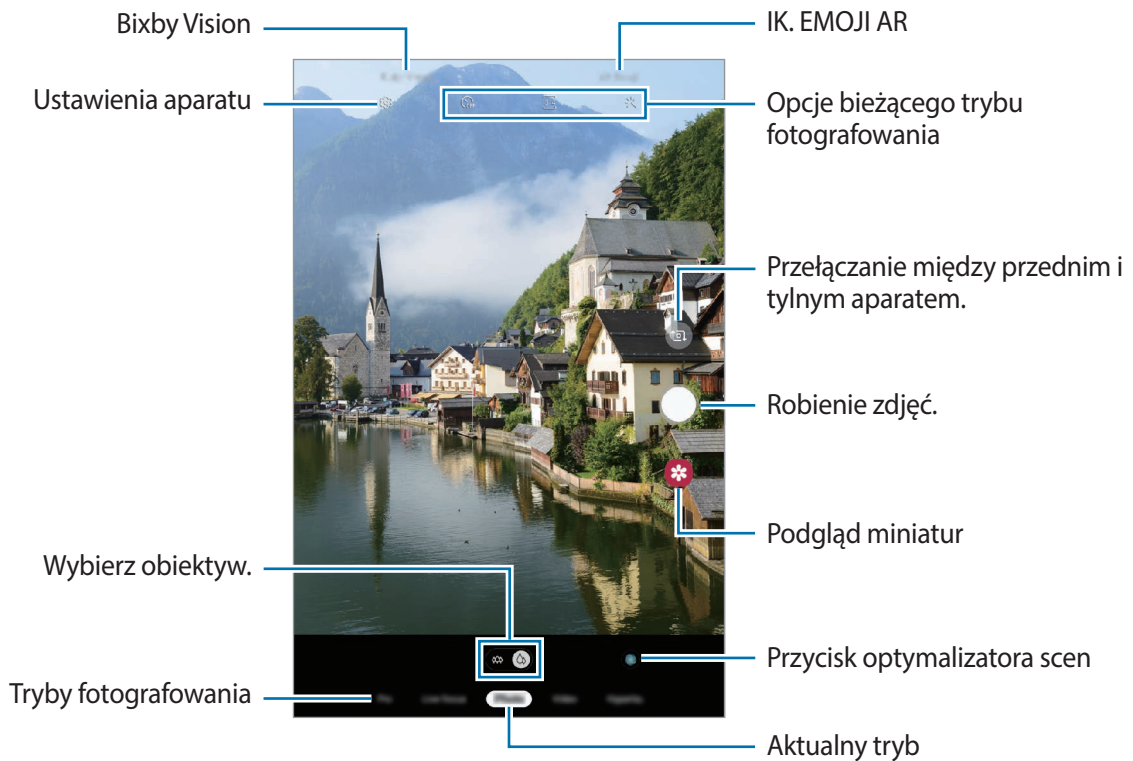 Bixby Vision
IK. EMOJI AR
Ustawienia aparatu
Opcje bieżącego trybu
fotografowania
Przełączanie między przednim i
tylnym aparatem.
Robienie zdjęć.
Podgląd miniatur
Wybierz obiektyw.
Przycisk optymalizatora scen
Tryby fotografowania
Aktualny tryb